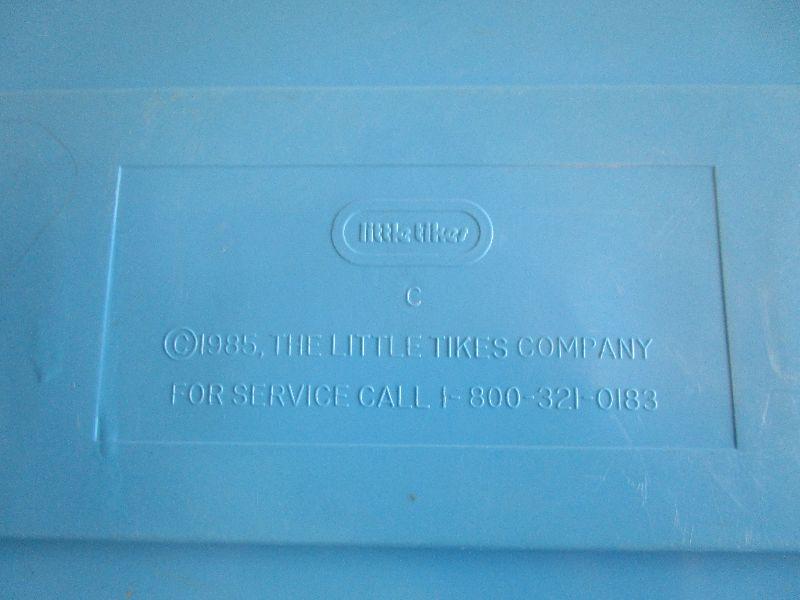 little tikes
C
©1985, THE LITTLE TIKES COMPANY
FOR SERVICE CALL 1-800-321-0183